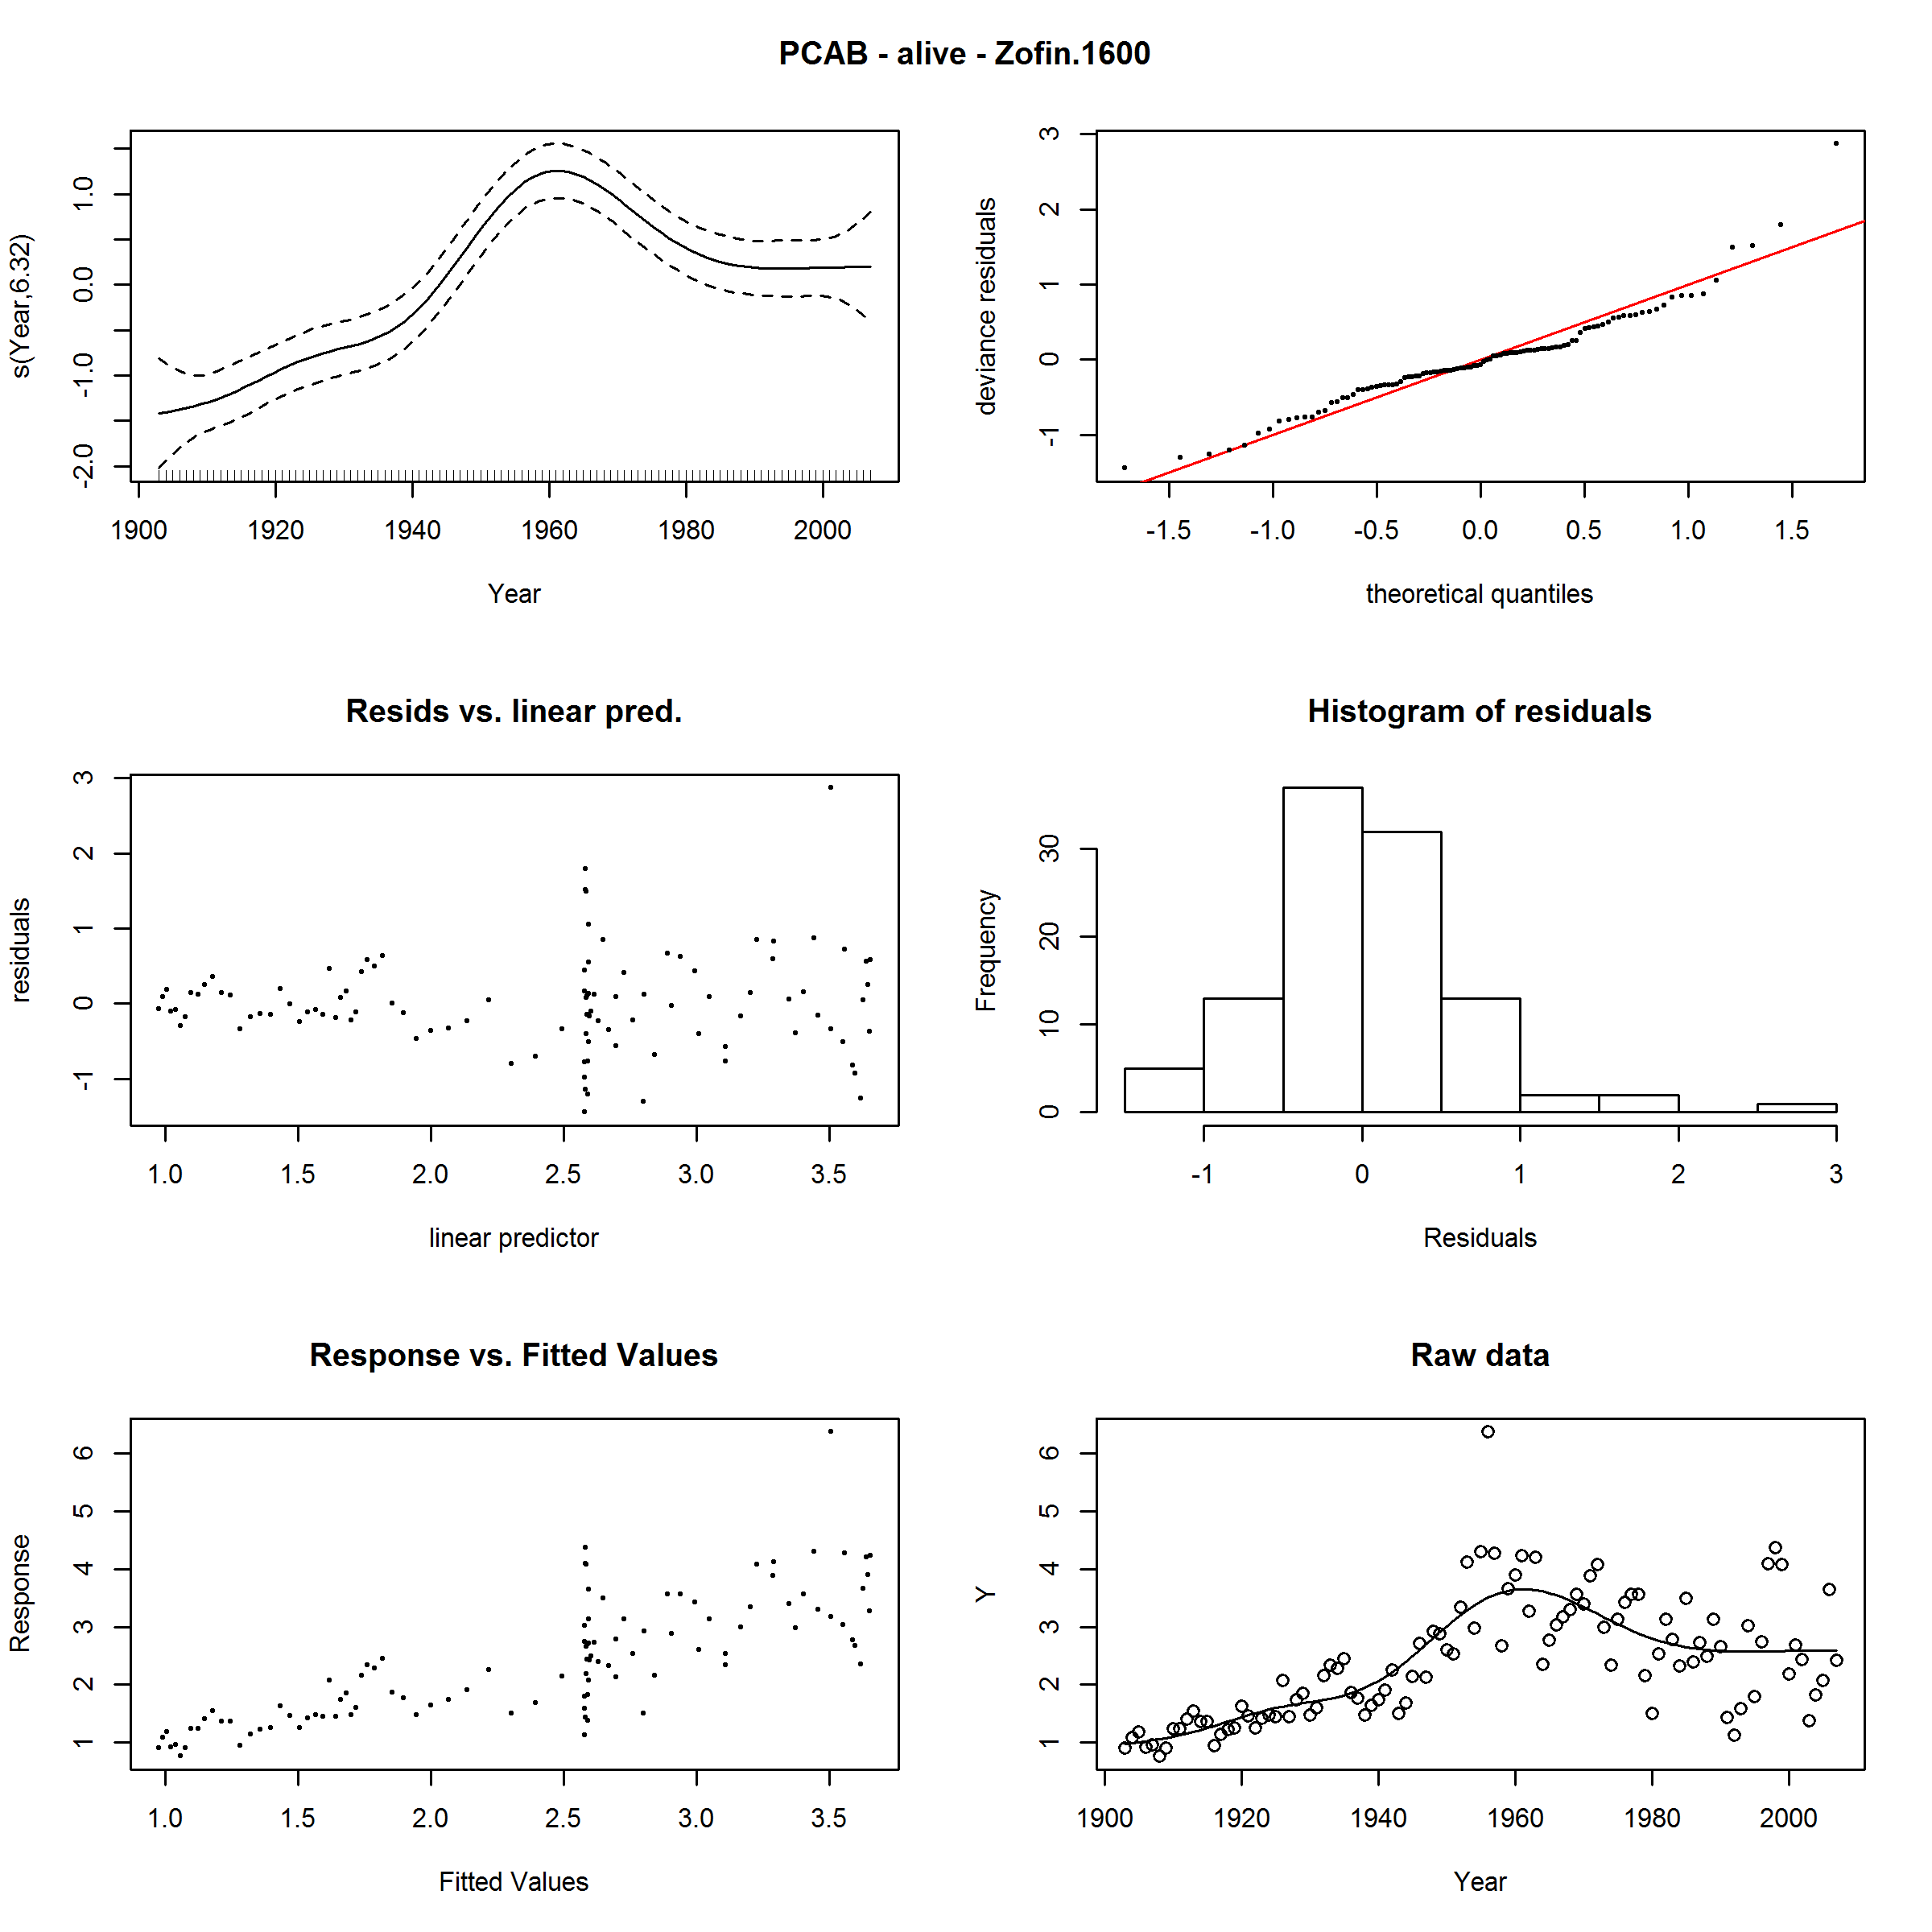 PCAB - alive - Zofin.1600
s(Year,6.32)
-2.0 -1.0 0.0 1.0
1900 1920 1940 1960 1980 2000
Year
deviance residuals
-1 0 1 2 3
-1.5 -1.0 -0.5 0.0 0.5 1.0 1.5
theoretical quantiles
Resids vs. linear pred.
residuals
-1 0 1 2 3
1.0 1.5 2.0 2.5 3.0 3.5
linear predictor
Histogram of residuals
Frequency
0 10 20 30
-1 0 1 2 3
Residuals
Response vs. Fitted Values
Response
1 2 3 4 5 6
1.0 1.5 2.0 2.5 3.0 3.5
Fitted Values
Raw data
Y
1 2 3 4 5 6
1900 1920 1940 1960 1980 2000
Year